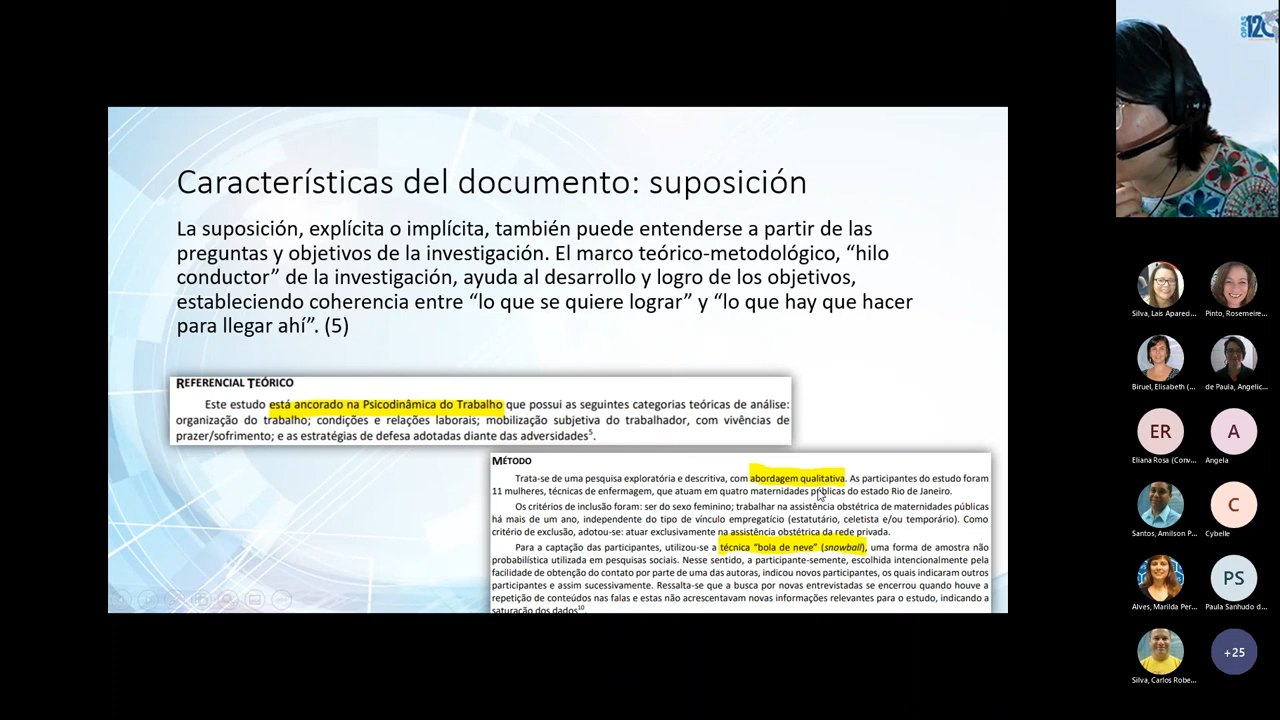 OPAS 120
Características del documento: suposición
La suposición, explícita o implícita, también puede entenderse a partir de las
preguntas y objetivos de la investigación. El marco teórico-metodológico, “hilo
conductor” de la investigación, ayuda al desarrollo y logro de los objetivos,
estableciendo coherencia entre “lo que se quiere lograr” y “lo que hay que hacer
para llegar ahí”. (5)
REFERENCIAL TEÓRICO
Este estudo está ancorado na Psicodinâmica do Trabalho que possui as seguintes categorias teóricas de análise:
organização do trabalho; condições e relações laborais; mobilização subjetiva do trabalhador, com vivências de
prazer/sofrimento; e as estratégias de defesa adotadas diante das adversidades5.
MÉTODO
Trata-se de uma pesquisa exploratória e descritiva, com abordagem qualitativa. As participantes do estudo foram
11 mulheres, técnicas de enfermagem, que atuam em quatro maternidades públicas do estado Rio de Janeiro.
Os critérios de inclusão foram: ser do sexo feminino; trabalhar na assistência obstétrica de maternidades públicas
há mais de um ano, independente do tipo de vínculo empregatício (estatutário, celetista e/ou temporário). Como
critério de exclusão, adotou-se: atuar exclusivamente na assistência obstétrica da rede privada.
Para a captação das participantes, utilizou-se a técnica “bola de neve” (snowball), uma forma de amostra não
probabilística utilizada em pesquisas sociais. Nesse sentido, a participante-semente, escolhida intencionalmente pela
facilidade de obtenção do contato por parte de uma das autoras, indicou novos participantes, os quais indicaram outros
participantes e assim sucessivamente. Ressalta-se que a busca por novas entrevistadas se encerrou quando houve a
repetição de conteúdos nas falas e estas não acrescentavam novas informações relevantes para o estudo, indicando a
saturação dos dados10.
Silva, Lais Apared...
Pinto, Rosemeire...
Biruel, Elisabeth (...
de Paula, Angelic...
ER
A
Eliana Rosa (Conv...
Angela
C
Santos, Amilson P...
Cybelle
PS
Alves, Marilda Per...
Paula Sanhudo d...
+25
Silva, Carlos Robe...